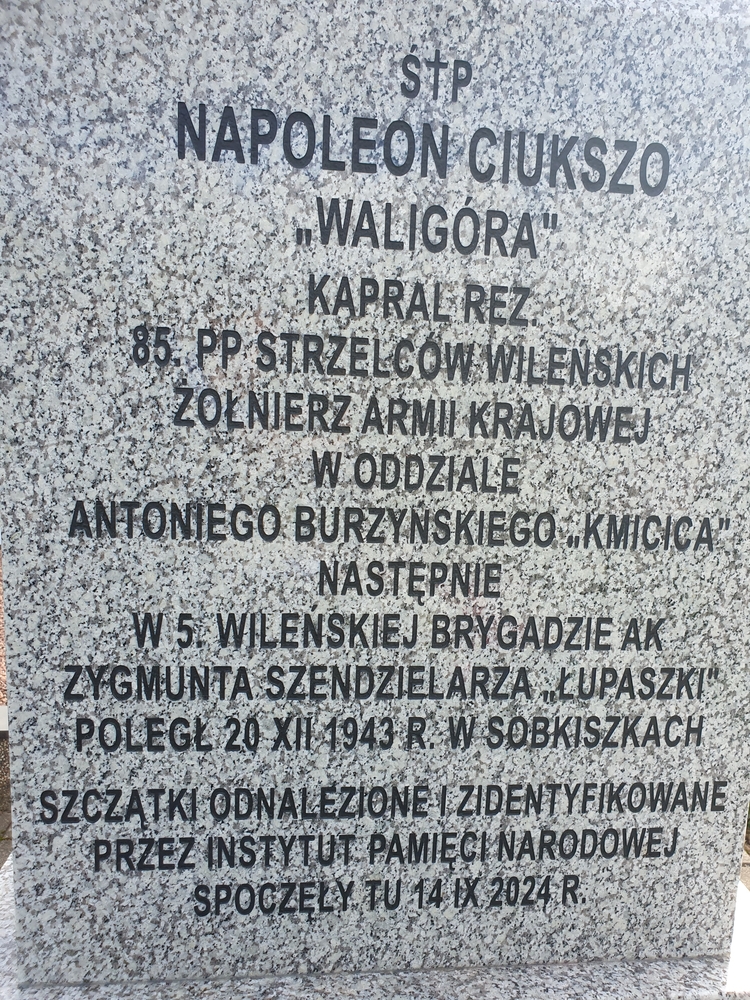 Ś†P
NAPOLEON CIUKSZO
„WALIGÓRA"
KAPRAL REZ.
85. PP STRZELCÓW WILEŃSKICH
ŻOŁNIERZ ARMII KRAJOWEJ
W ODDZIALE
ANTONIEGO BURZYŃSKIEGO „KMICICA"
NASTĘPNIE
W 5. WILEŃSKIEJ BRYGADZIE AK
ZYGMUNTA SZENDZIELARZA „ŁUPASZKI"
POLEGŁ 20 XII 1943 R. W SOBKISZKACH
SZCZĄTKI ODNALEZIONE I ZIDENTYFIKOWANE
PRZEZ INSTYTUT PAMIĘCI NARODOWEJ
SPOCZĘŁY TU 14 IX 2024 R.